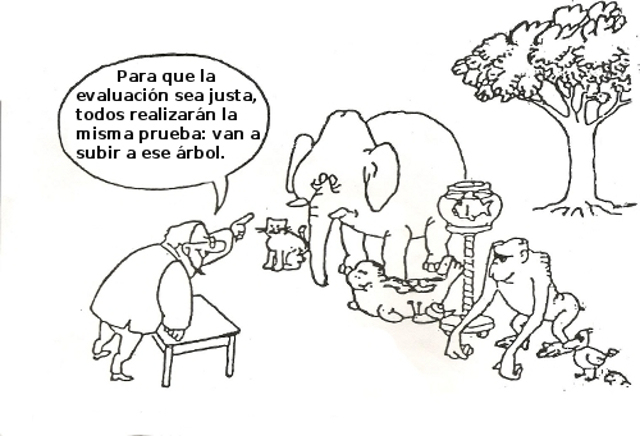 Para que la
evaluación sea justa,
todos realizarán la
misma prueba: van a
subir a ese árbol.